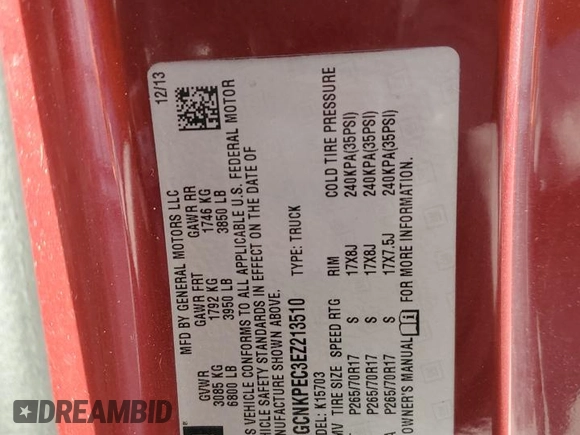 12/13
MFD BY GENERAL MOTORS LLC
GVWR GAWR FRT GAWR RR
3085 KG 1792 KG 1746 KG
6800 LB 3950 LB 3850 LB
S VEHICLE CONFORMS TO ALL APPLICABLE U.S. FEDERAL MOTOR
VEHICLE SAFETY STANDARDS IN EFFECT ON THE DATE OF
NUFACTURE SHOWN ABOVE.
GCNKPEC3EZ213510 TYPE: TRUCK
MODEL: K15703
TIRE SIZE SPEED RTG RIM COLD TIRE PRESSURE
P265/70R17 S 17X8J 240KPA(35PSI)
P265/70R17 S 17X8J 240KPA(35PSI)
P265/70R17 S 17X7.5J 240KPA(35PSI)
OWNER'S MANUAL i FOR MORE INFORMATION.
DREAMBID